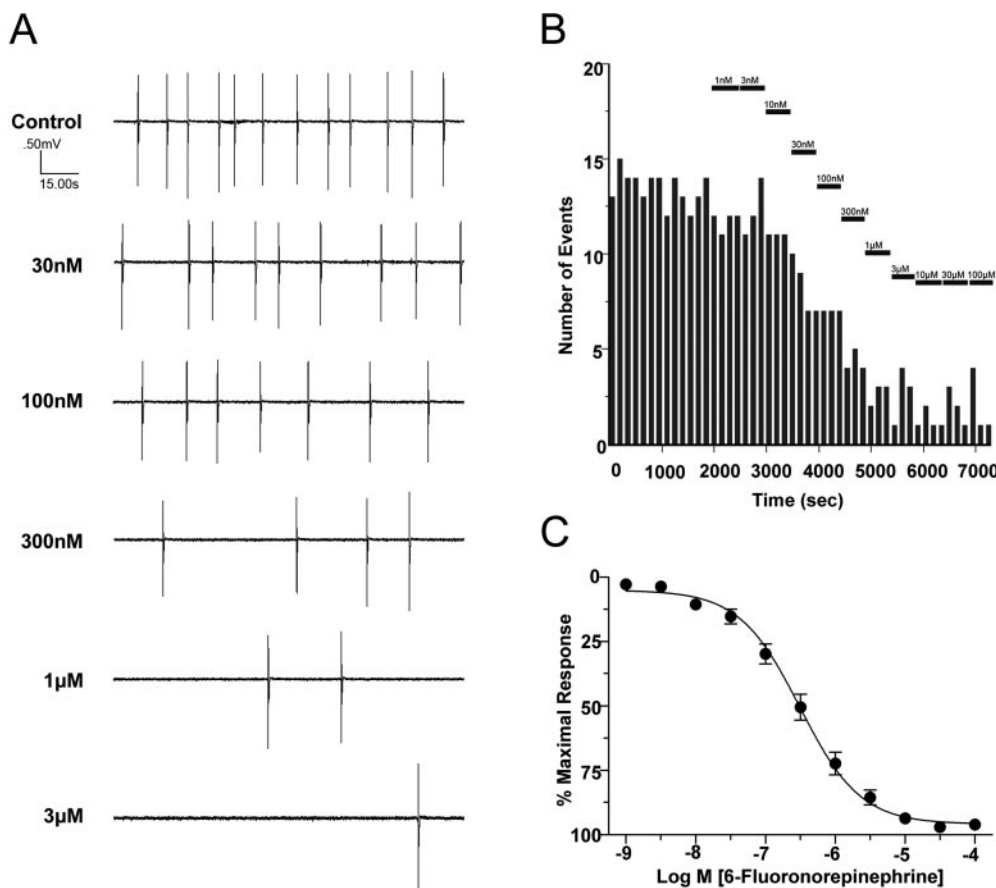 A
Control
.50mV
15.00s
30nM
100nM
300nM
1µM
3µM
B
20
15
10
5
0
Number of Events
1nM 3nM
10nM
30nM
100nM
300nM
1µM
3µM 10µM 30µM 100µM
0 1000 2000 3000 4000 5000 6000 7000
Time (sec)
C
0
25
50
75
100
% Maximal Response
-9 -8 -7 -6 -5 -4
Log M [6-Fluoronorepinephrine]